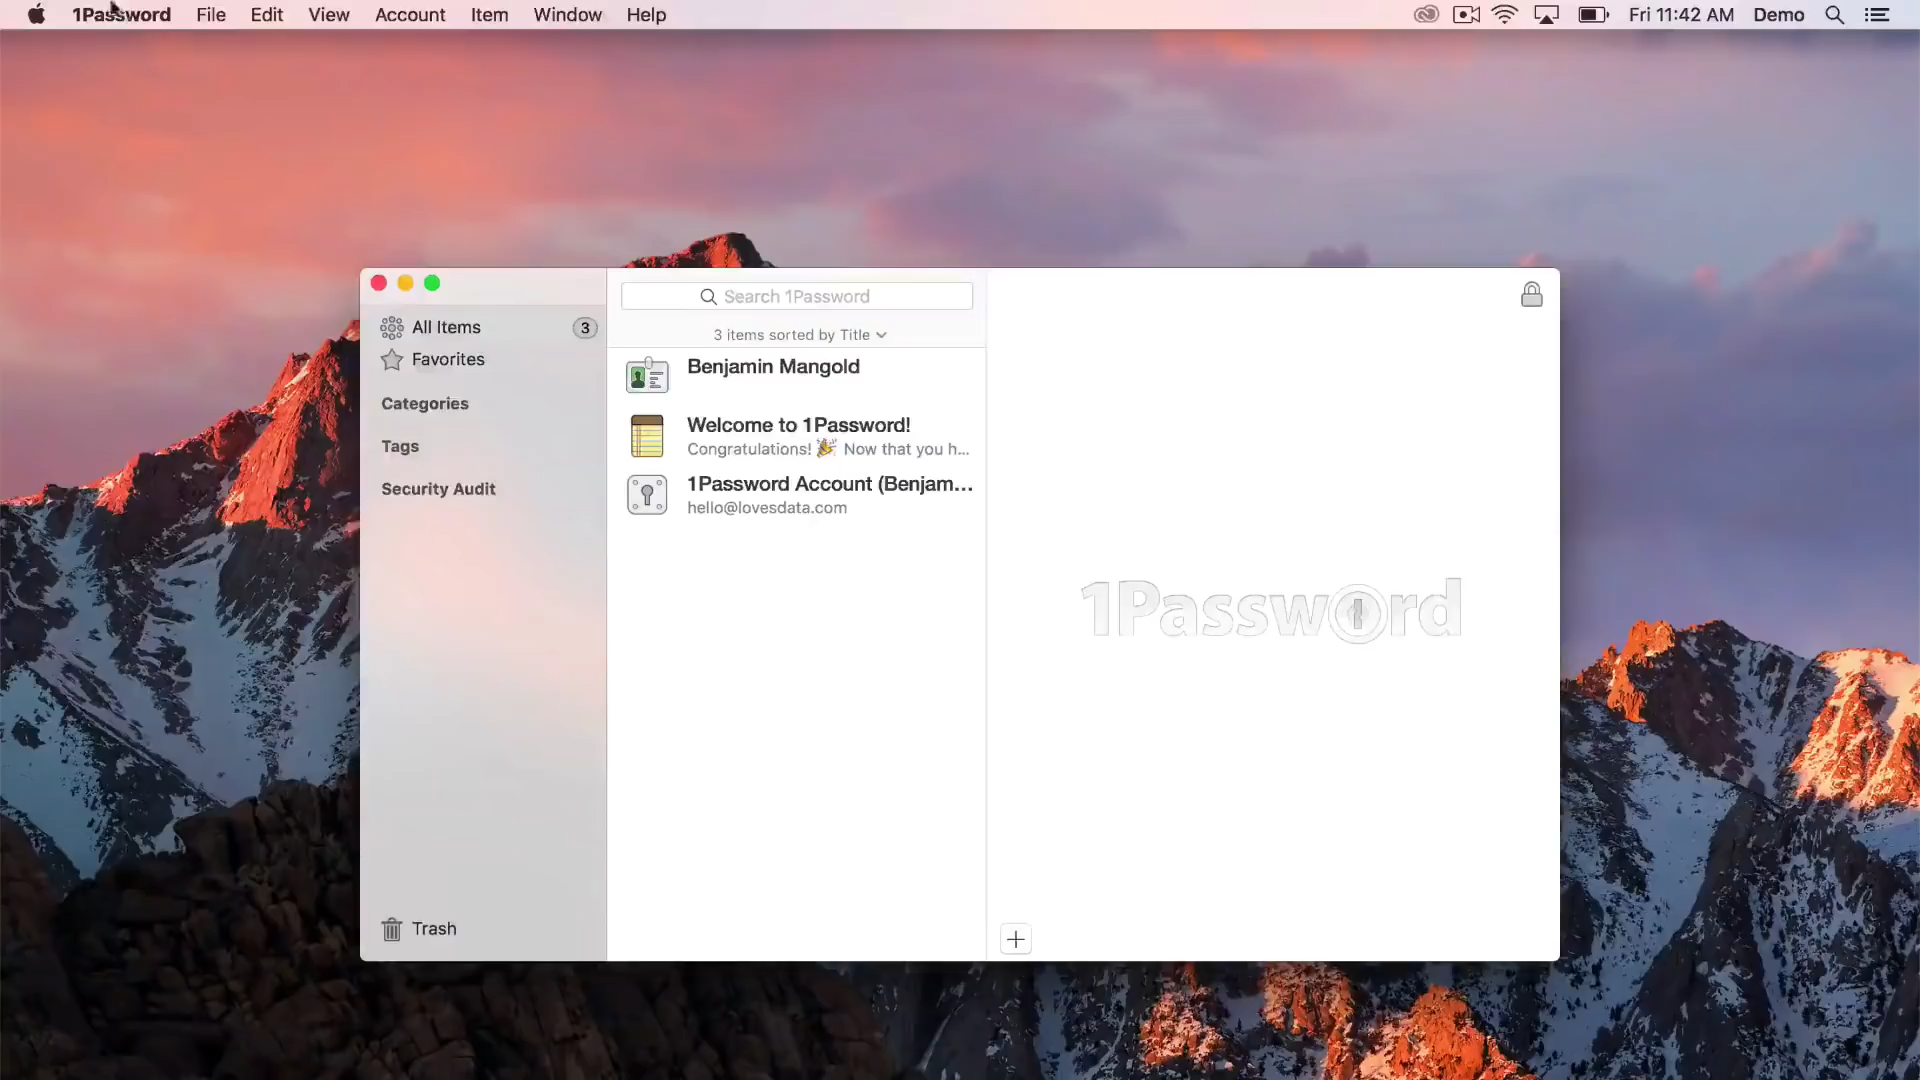 1Password File Edit View Account Item Window Help Fri 11:42 AM Demo
Search 1Password
All Items 3
3 items sorted by Title
Favorites
Benjamin Mangold
Categories
Welcome to 1Password!
Tags
Congratulations! 🎉 Now that you h...
1Password Account (Benjam...
Security Audit
hello@lovesdata.com
1Password
Trash